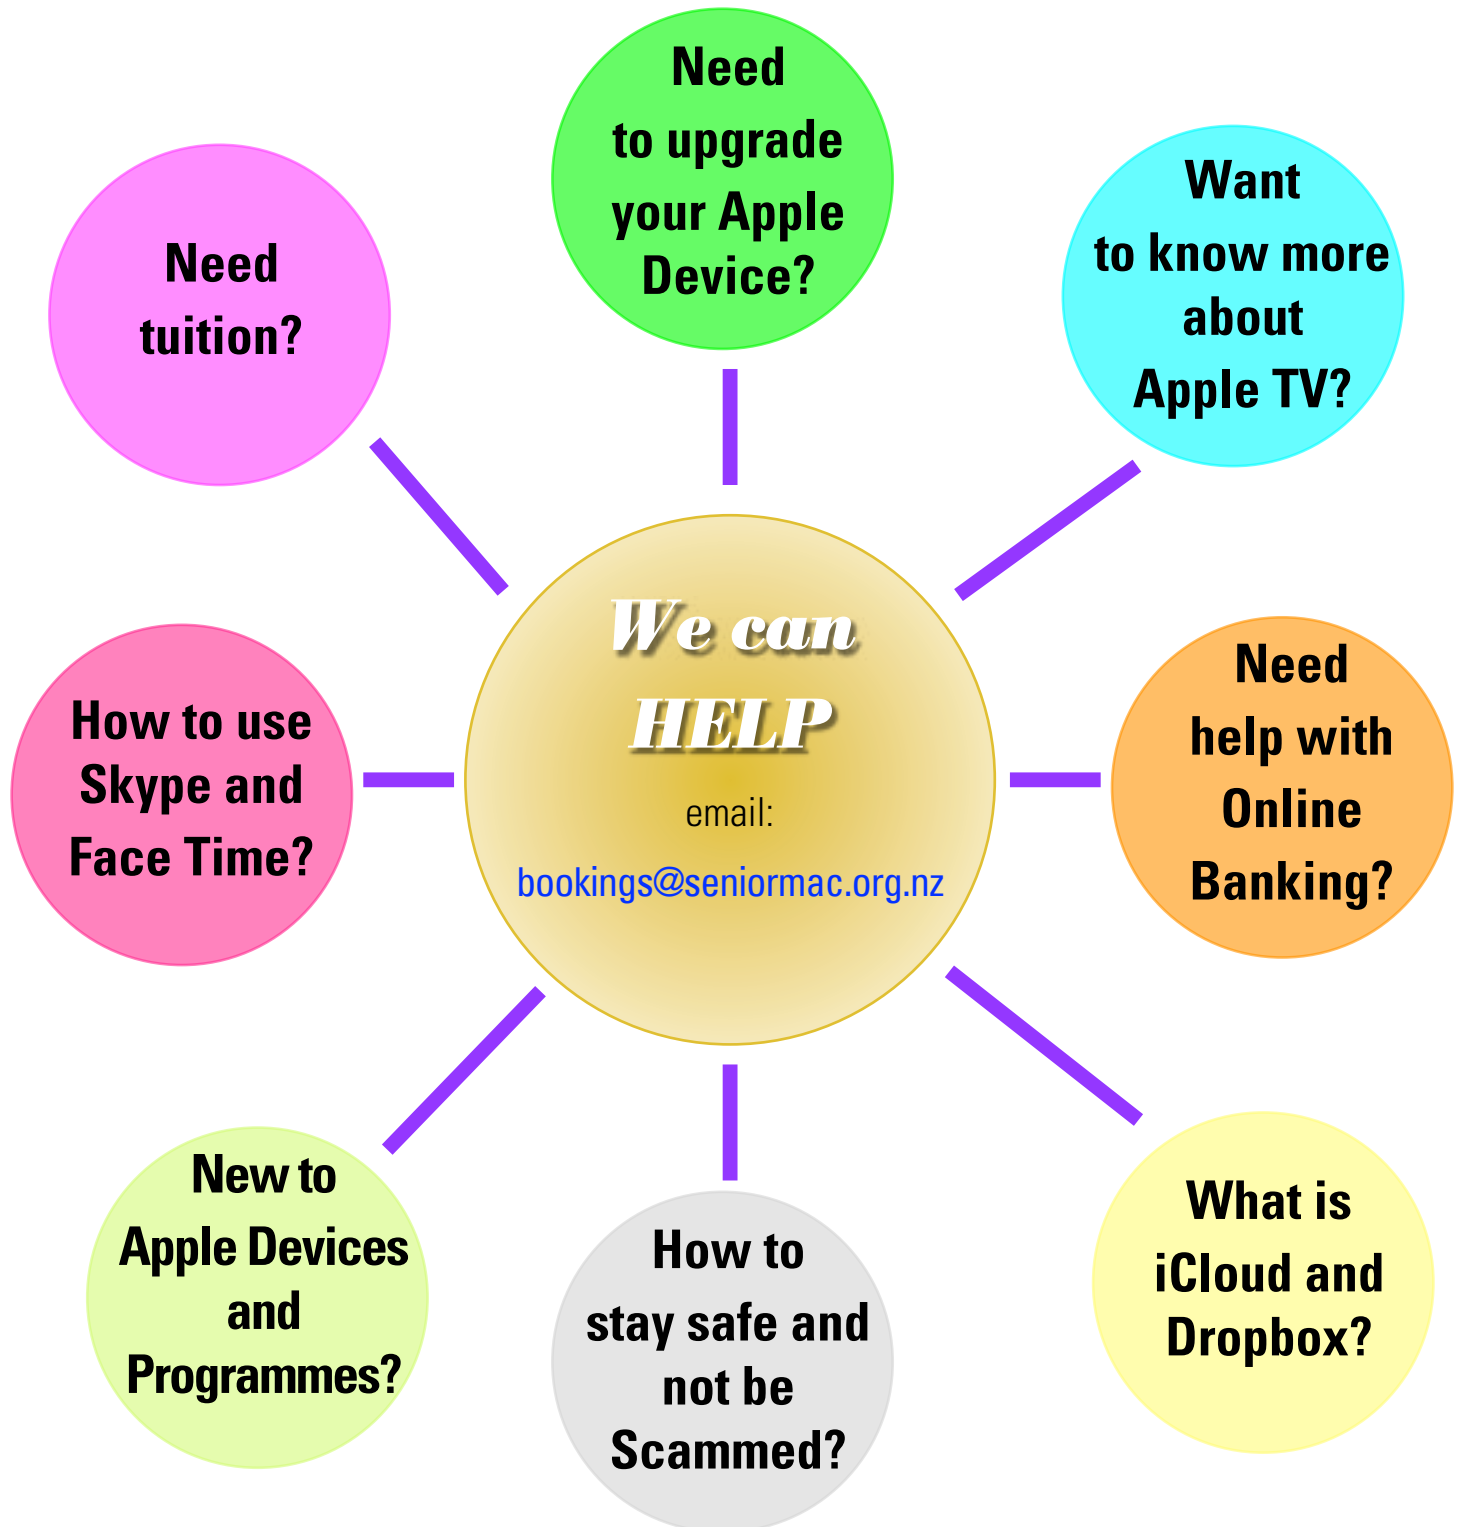 Need
to upgrade
your Apple
Device?
Want
to know more
about
Apple TV?
Need
tuition?
We can
HELP
email:
bookings@seniormac.org.nz
Need
help with
Online
Banking?
How to use
Skype and
Face Time?
New to
Apple Devices
and
Programmes?
How to
stay safe and
not be
Scammed?
What is
iCloud and
Dropbox?